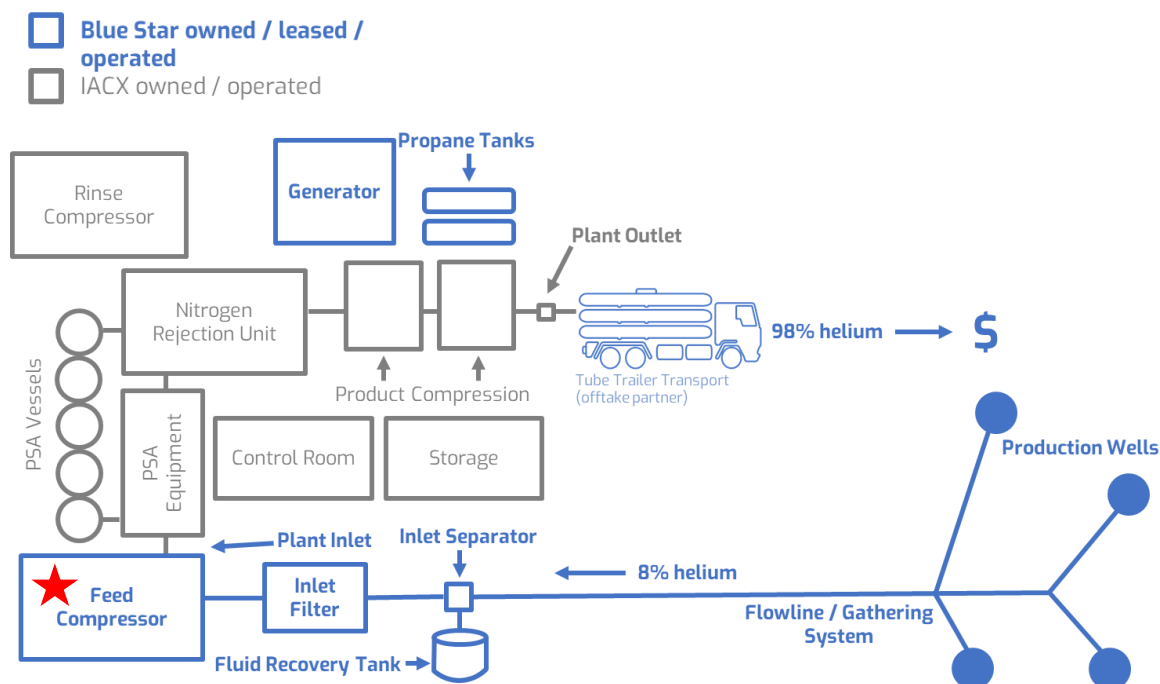 Blue Star owned / leased /
operated
IACX owned / operated
Propane Tanks
Rinse
Compressor
Generator
Plant Outlet
Nitrogen
Rejection Unit
98% helium
$
Tube Trailer Transport
(offtake partner)
Product Compression
PSA Vessels
PSA
Equipment
Control Room
Storage
Production Wells
Plant Inlet
Inlet Separator
8% helium
Feed
Compressor
Inlet
Filter
Flowline / Gathering
System
Fluid Recovery Tank